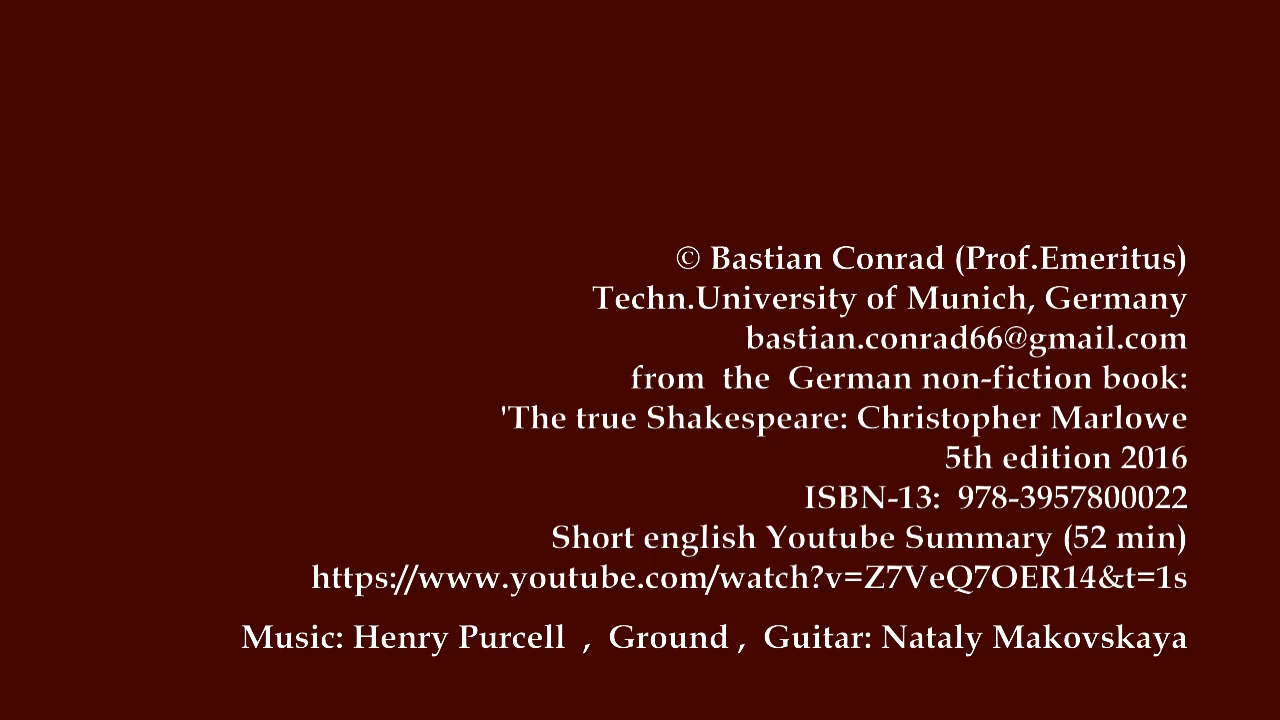 © Bastian Conrad (Prof.Emeritus)
Techn.University of Munich, Germany
bastian.conrad66@gmail.com
from the German non-fiction book:
'The true Shakespeare: Christopher Marlowe
5th edition 2016
ISBN-13: 978-3957800022
Short english Youtube Summary (52 min)
https://www.youtube.com/watch?v=Z7VeQ7OER14&t=1s
Music: Henry Purcell , Ground , Guitar: Nataly Makovskaya